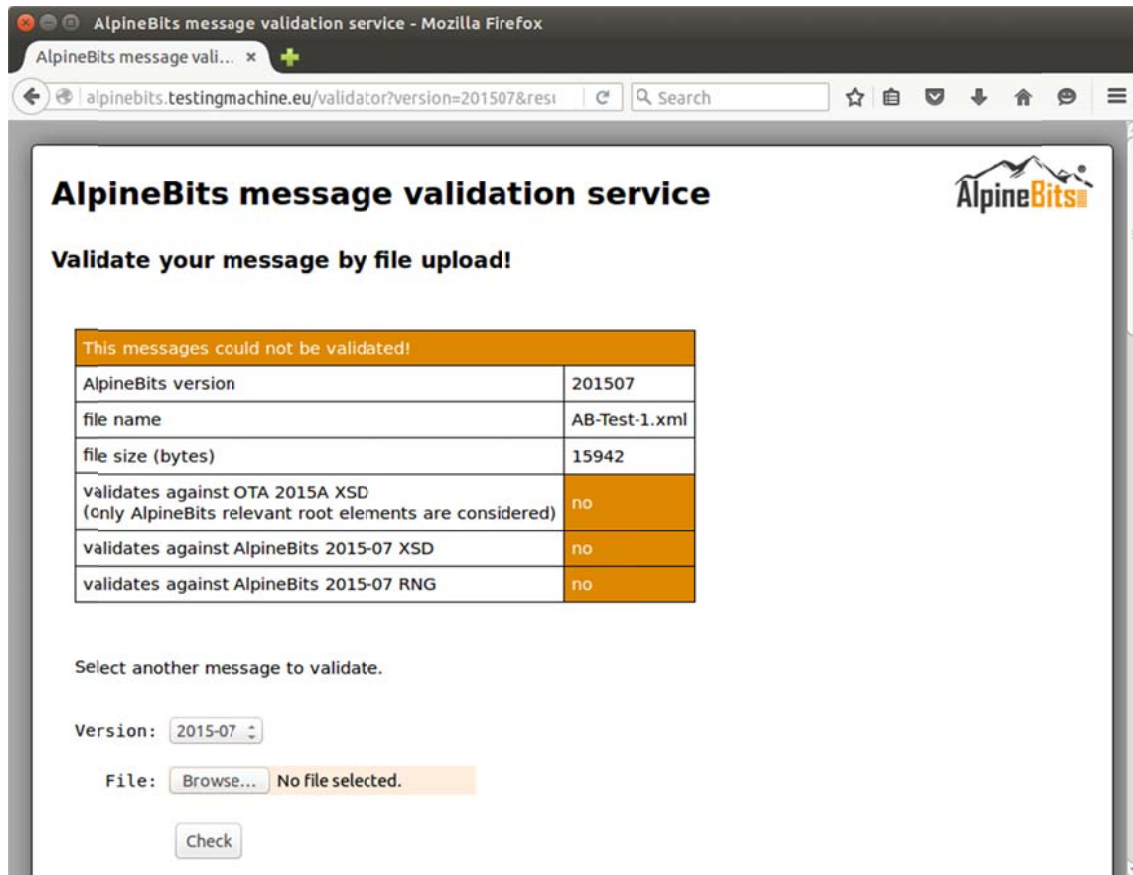 AlpineBits message validation service - Mozilla Firefox
AlpineBits message vali...
alpinebits.testingmachine.eu/validator?version=201507&resu
Search
AlpineBits message validation service
AlpineBits
Validate your message by file upload!
This messages could not be validated!
AlpineBits version 201507
file name AB-Test-1.xml
file size (bytes) 15942
validates against OTA 2015A XSD
(only AlpineBits relevant root elements are considered) no
validates against AlpineBits 2015-07 XSD no
validates against AlpineBits 2015-07 RNG no
Select another message to validate.
Version: 2015-07
File: Browse... No file selected.
Check